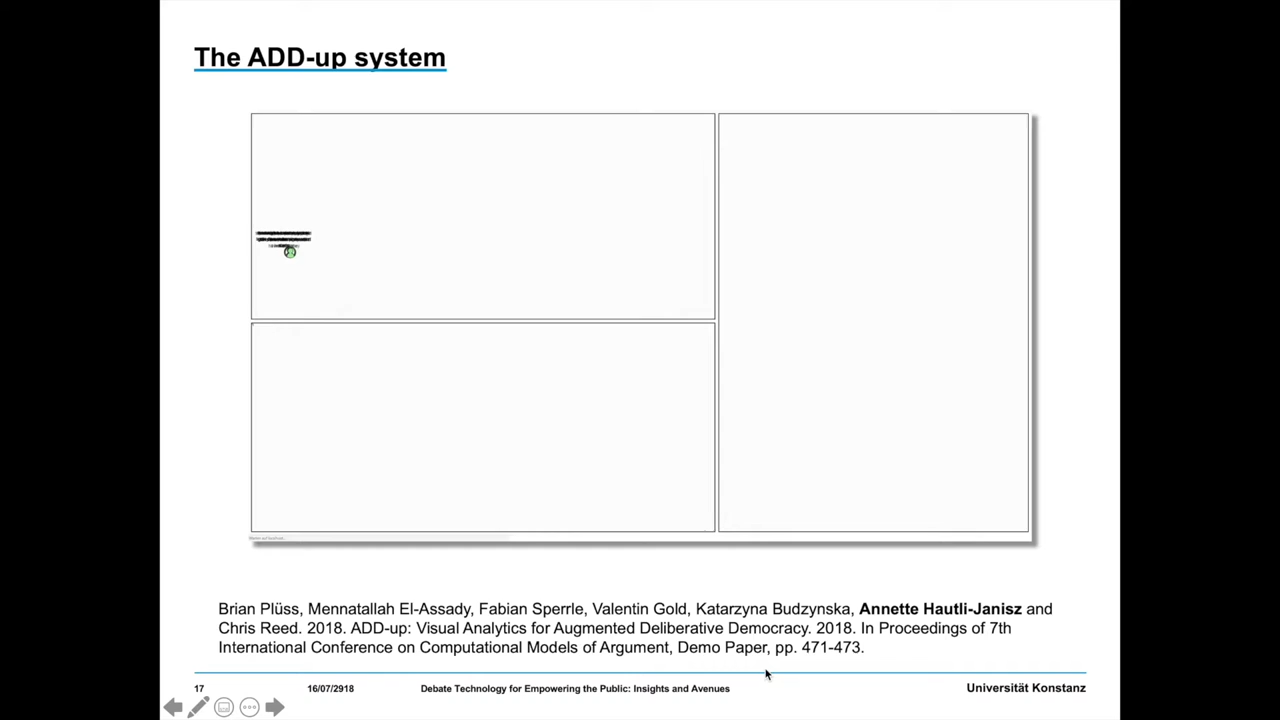 The ADD-up system
Brian Plüss, Mennatallah El-Assady, Fabian Sperrle, Valentin Gold, Katarzyna Budzynska, Annette Hautli-Janisz and
Chris Reed. 2018. ADD-up: Visual Analytics for Augmented Deliberative Democracy. 2018. In Proceedings of 7th
International Conference on Computational Models of Argument, Demo Paper, pp. 471-473.
17 16/07/2918 Debate Technology for Empowering the Public: Insights and Avenues Universität Konstanz